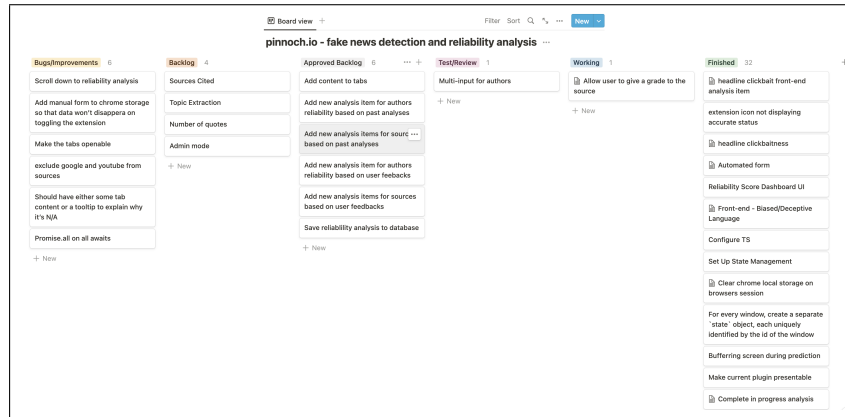 Board view
Filter Sort New
pinnoch.io - fake news detection and reliability analysis
Bugs/Improvements 6
Scroll down to reliability analysis
Add manual form to chrome storage
so that data won't disappera on
toggling the extension
Make the tabs openable
exclude google and youtube from
sources
Should have either some tab
content or a tooltip to explain why
it's N/A
Promise.all on all awaits
+ New
Backlog 4
Sources Cited
Topic Extraction
Number of quotes
Admin mode
+ New
Approved Backlog 6
Add content to tabs
Add new analysis items for authors
reliability based on past analyses
Add new analysis items for sourc
based on past analyses
Add new analysis item for authors
reliability based on user feebacks
Add new analysis items for sources
based on user feedbacks
Save reliablility analysis to database
+ New
Test/Review 1
Multi-input for authors
+ New
Working 1
Allow user to give a grade to the
source
+ New
Finished 32
headline clickbait front-end
analysis item
extension icon not displaying
accurate status
headline clickbaitness
Automated form
Reliability Score Dashboard UI
Front-end - Biased/Deceptive
Language
Configure TS
Set Up State Management
Clear chrome local storage on
browsers session
For every window, create a separate
`state` object, each uniquely
identified by the id of the window
Bufferring screen during prediction
Make current plugin presentable
Complete in progress analysis